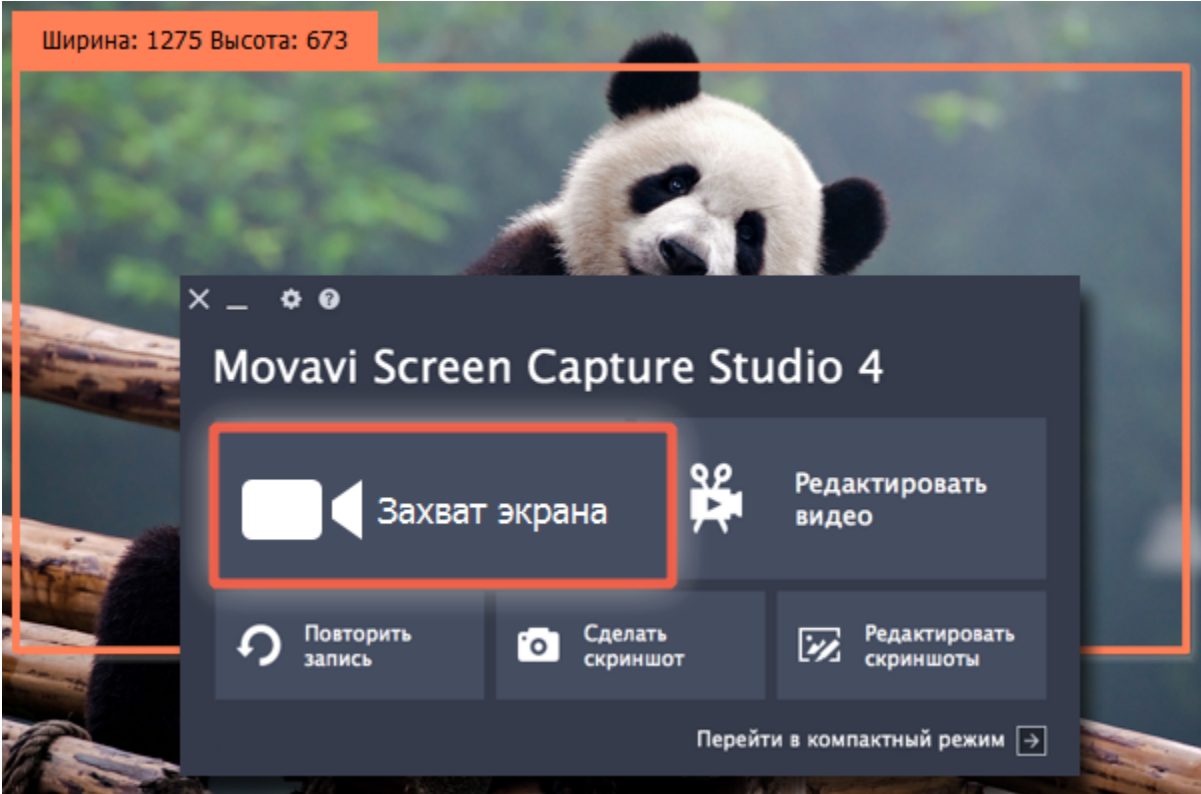 Ширина: 1275 Высота: 673
Movavi Screen Capture Studio 4
Захват экрана
Редактировать
видео
Повторить
запись
Сделать
скриншот
Редактировать
скриншоты
Перейти в компактный режим